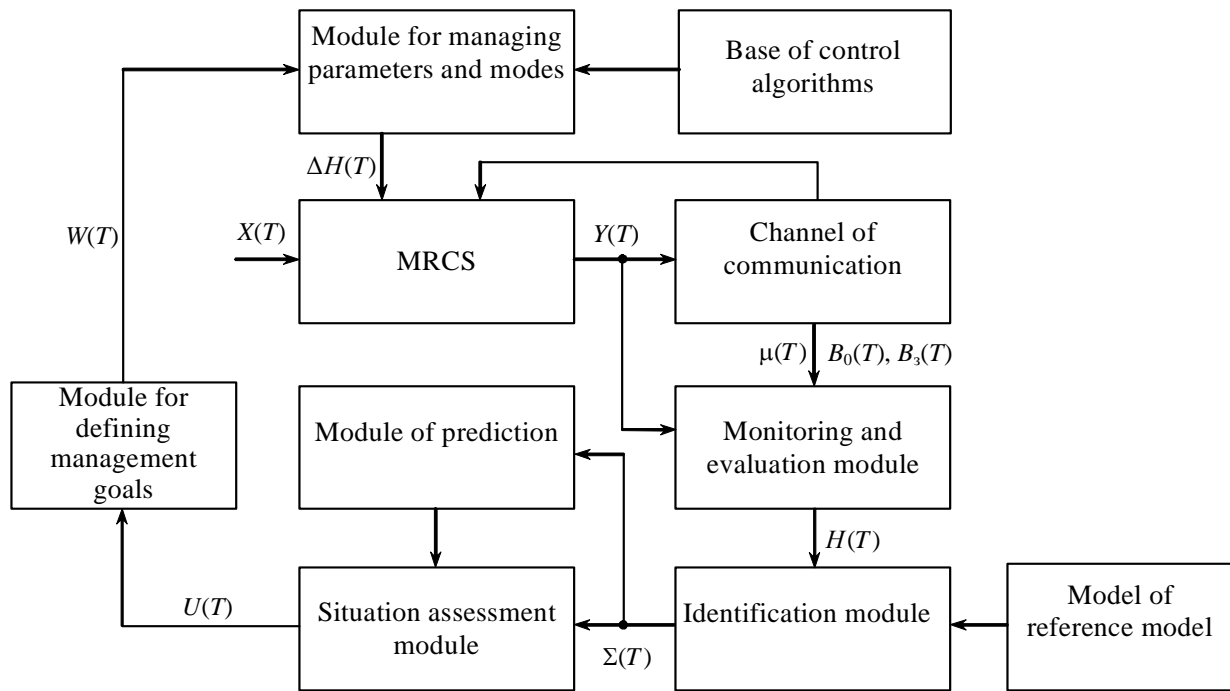 Module for managing
parameters and modes
Base of control
algorithms
ΔH(T)
W(T)
X(T)
MRCS
Y(T)
Channel of
communication
μ(T)
B₀(T), B₃(T)
Module for
defining
management
goals
Module of prediction
Monitoring and
evaluation module
H(T)
U(T)
Situation assessment
module
Σ(T)
Identification module
Model of
reference model